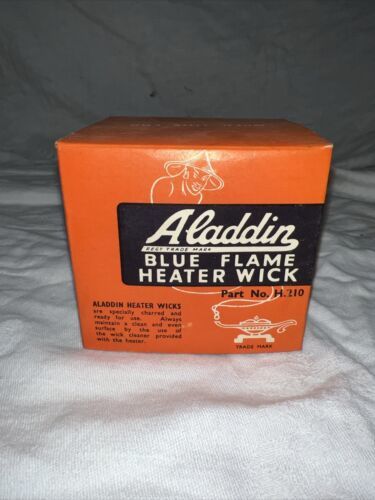 Aladdin
REGT TRADE MARK
BLUE FLAME
HEATER WICK
Part No. H.210
ALADDIN HEATER WICKS
are specially charred and
ready for use. Always
maintain a clean and even
surface by the use of
the wick cleaner provided
with the heater.
TRADE MARK